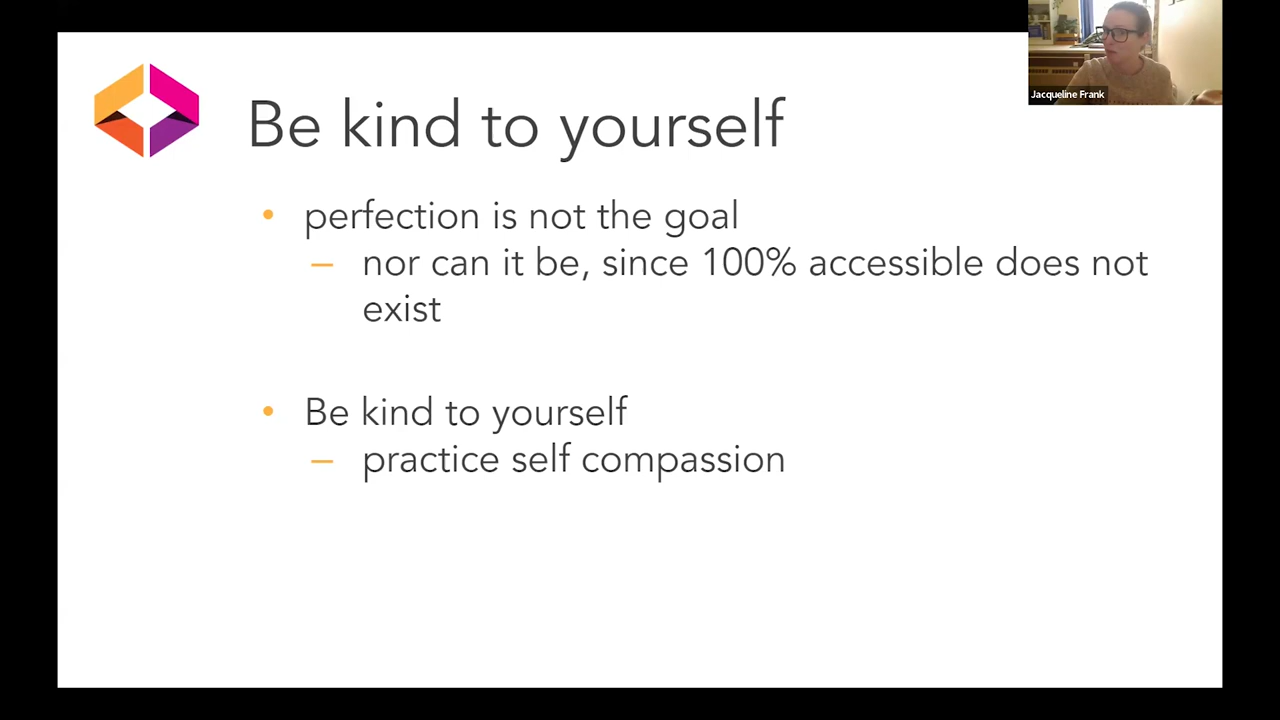 Jacqueline Frank
Be kind to yourself
• perfection is not the goal
– nor can it be, since 100% accessible does not
exist
• Be kind to yourself
– practice self compassion